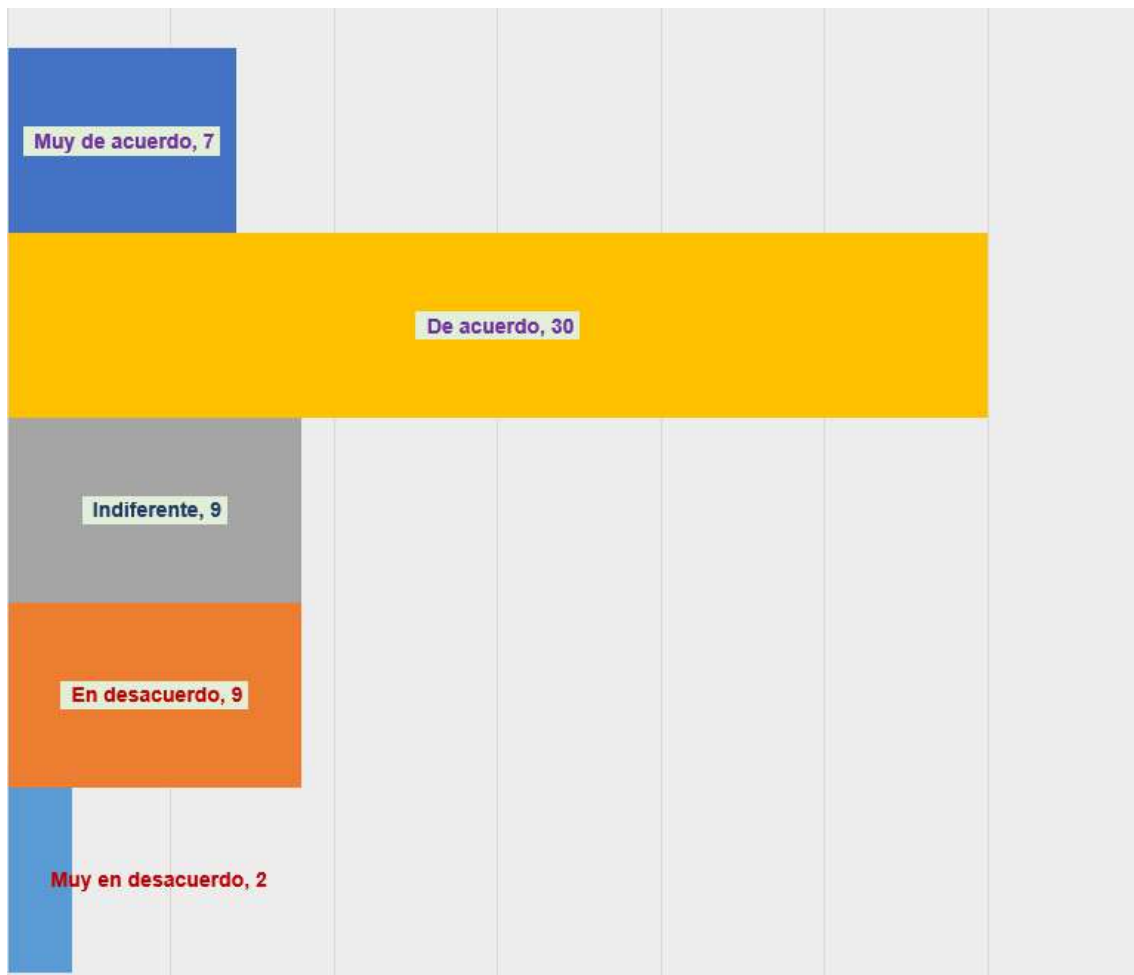 Muy de acuerdo, 7
De acuerdo, 30
Indiferente, 9
En desacuerdo, 9
Muy en desacuerdo, 2